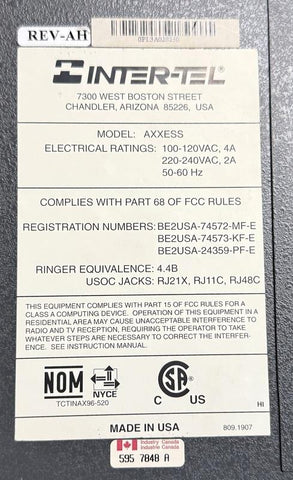 REV-AH
INTER-TEL
7300 WEST BOSTON STREET
CHANDLER, ARIZONA 85226, USA
MODEL: AXXESS
ELECTRICAL RATINGS: 100-120VAC, 4A
220-240VAC, 2A
50-60 Hz
COMPLIES WITH PART 68 OF FCC RULES
REGISTRATION NUMBERS: BE2USA-74572-MF-E
BE2USA-74573-KF-E
BE2USA-24359-PF-E
RINGER EQUIVALENCE: 4.4B
USOC JACKS: RJ21X, RJ11C, RJ48C
THIS EQUIPMENT COMPLIES WITH PART 15 OF FCC RULES FOR A
CLASS A COMPUTING DEVICE. OPERATION OF THIS EQUIPMENT IN A
RESIDENTIAL AREA MAY CAUSE UNACCEPTABLE INTERFERENCE TO
RADIO AND TV RECEPTION, REQUIRING THE OPERATOR TO TAKE
WHATEVER STEPS ARE NECESSARY TO CORRECT THE INTERFER-
ENCE. SEE INSTRUCTION MANUAL.
NOM NYCE
TCTINAX96-520
C SA US
HI
MADE IN USA
809.1907
Industry Canada
Industrie Canada
595 7848 A